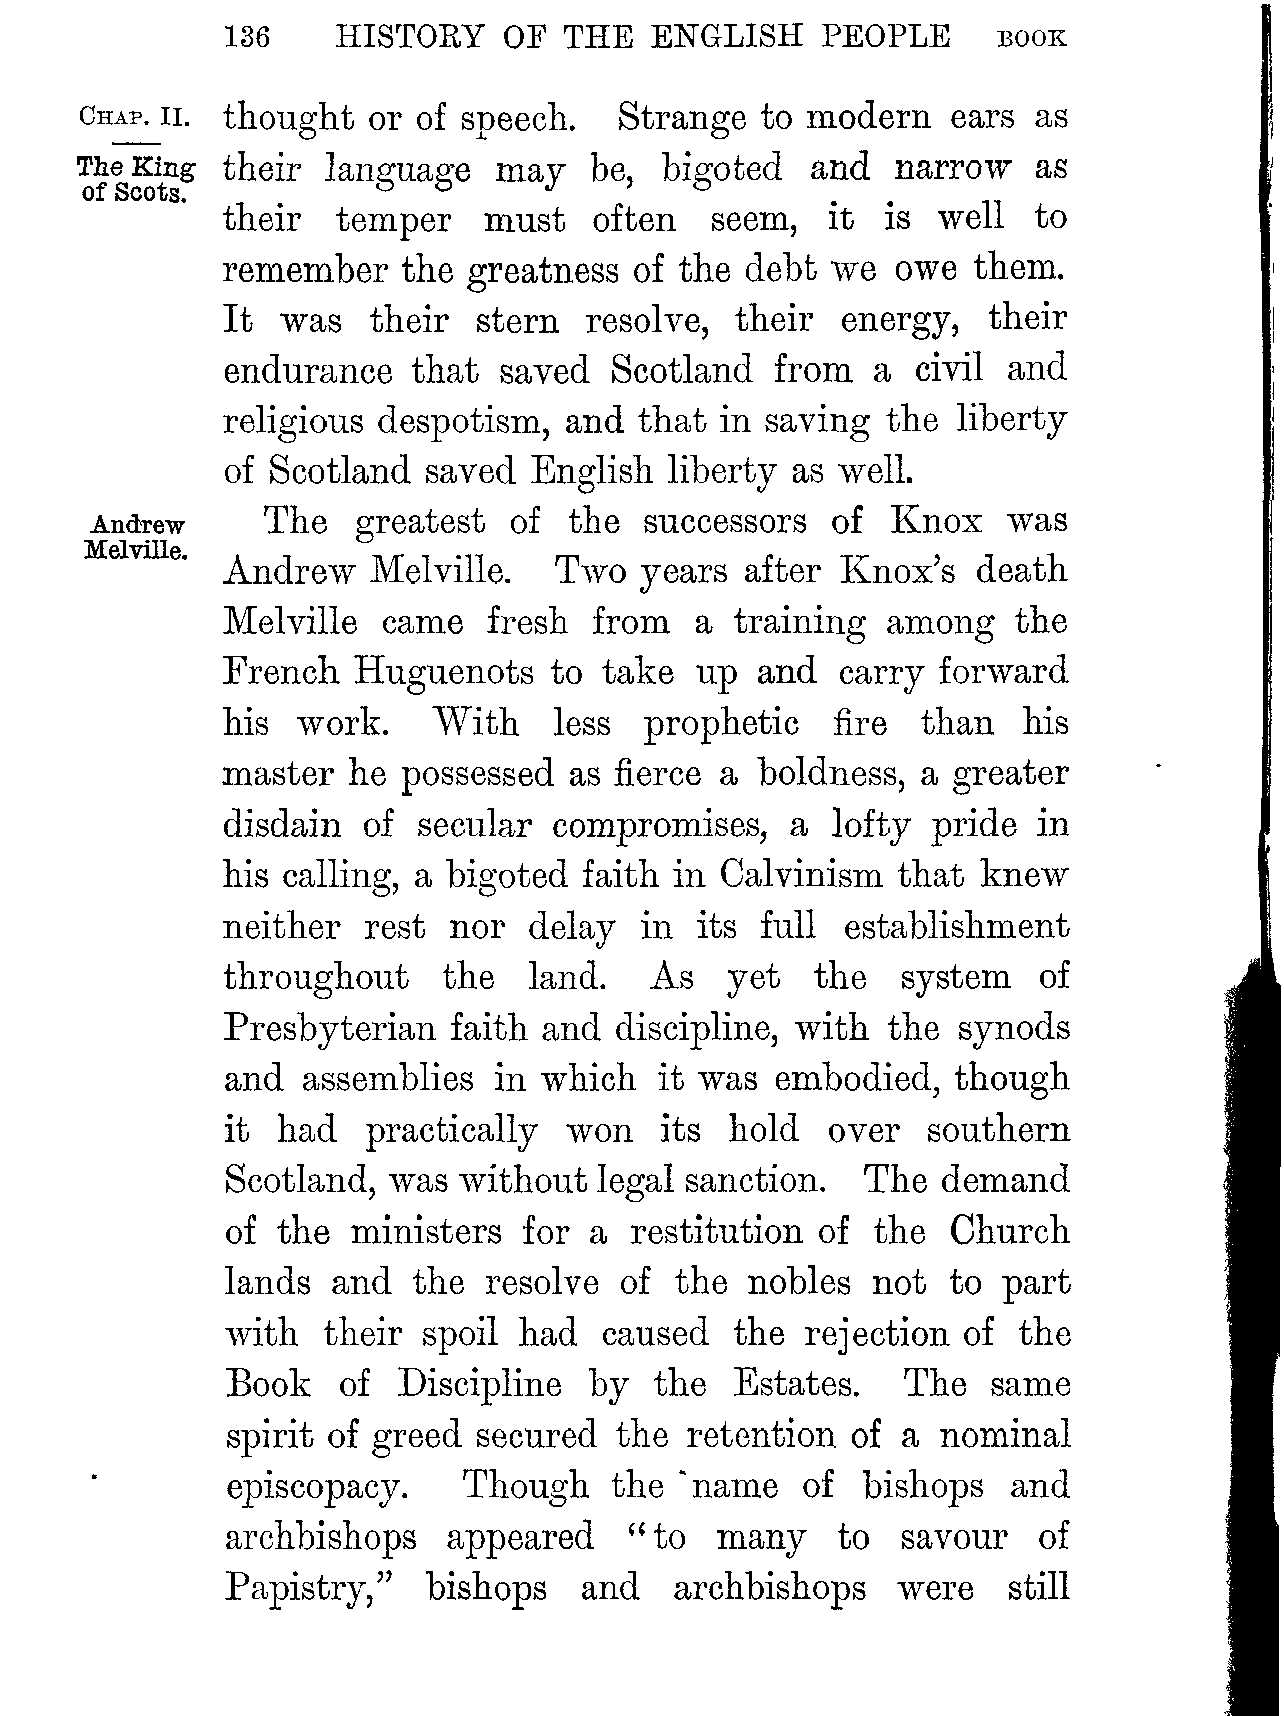 136 HISTORY OF THE ENGLISH PEOPLE BOOK
CHAP. II.
The King
of Scots.
thought or of speech. Strange to modern ears as
their language may be, bigoted and narrow as
their temper must often seem, it is well to
remember the greatness of the debt we owe them.
It was their stern resolve, their energy, their
endurance that saved Scotland from a civil and
religious despotism, and that in saving the liberty
of Scotland saved English liberty as well.
Andrew
Melville.
The greatest of the successors of Knox was
Andrew Melville. Two years after Knox's death
Melville came fresh from a training among the
French Huguenots to take up and carry forward
his work. With less prophetic fire than his
master he possessed as fierce a boldness, a greater
disdain of secular compromises, a lofty pride in
his calling, a bigoted faith in Calvinism that knew
neither rest nor delay in its full establishment
throughout the land. As yet the system of
Presbyterian faith and discipline, with the synods
and assemblies in which it was embodied, though
it had practically won its hold over southern
Scotland, was without legal sanction. The demand
of the ministers for a restitution of the Church
lands and the resolve of the nobles not to part
with their spoil had caused the rejection of the
Book of Discipline by the Estates. The same
spirit of greed secured the retention of a nominal
episcopacy. Though the name of bishops and
archbishops appeared "to many to savour of
Papistry," bishops and archbishops were still